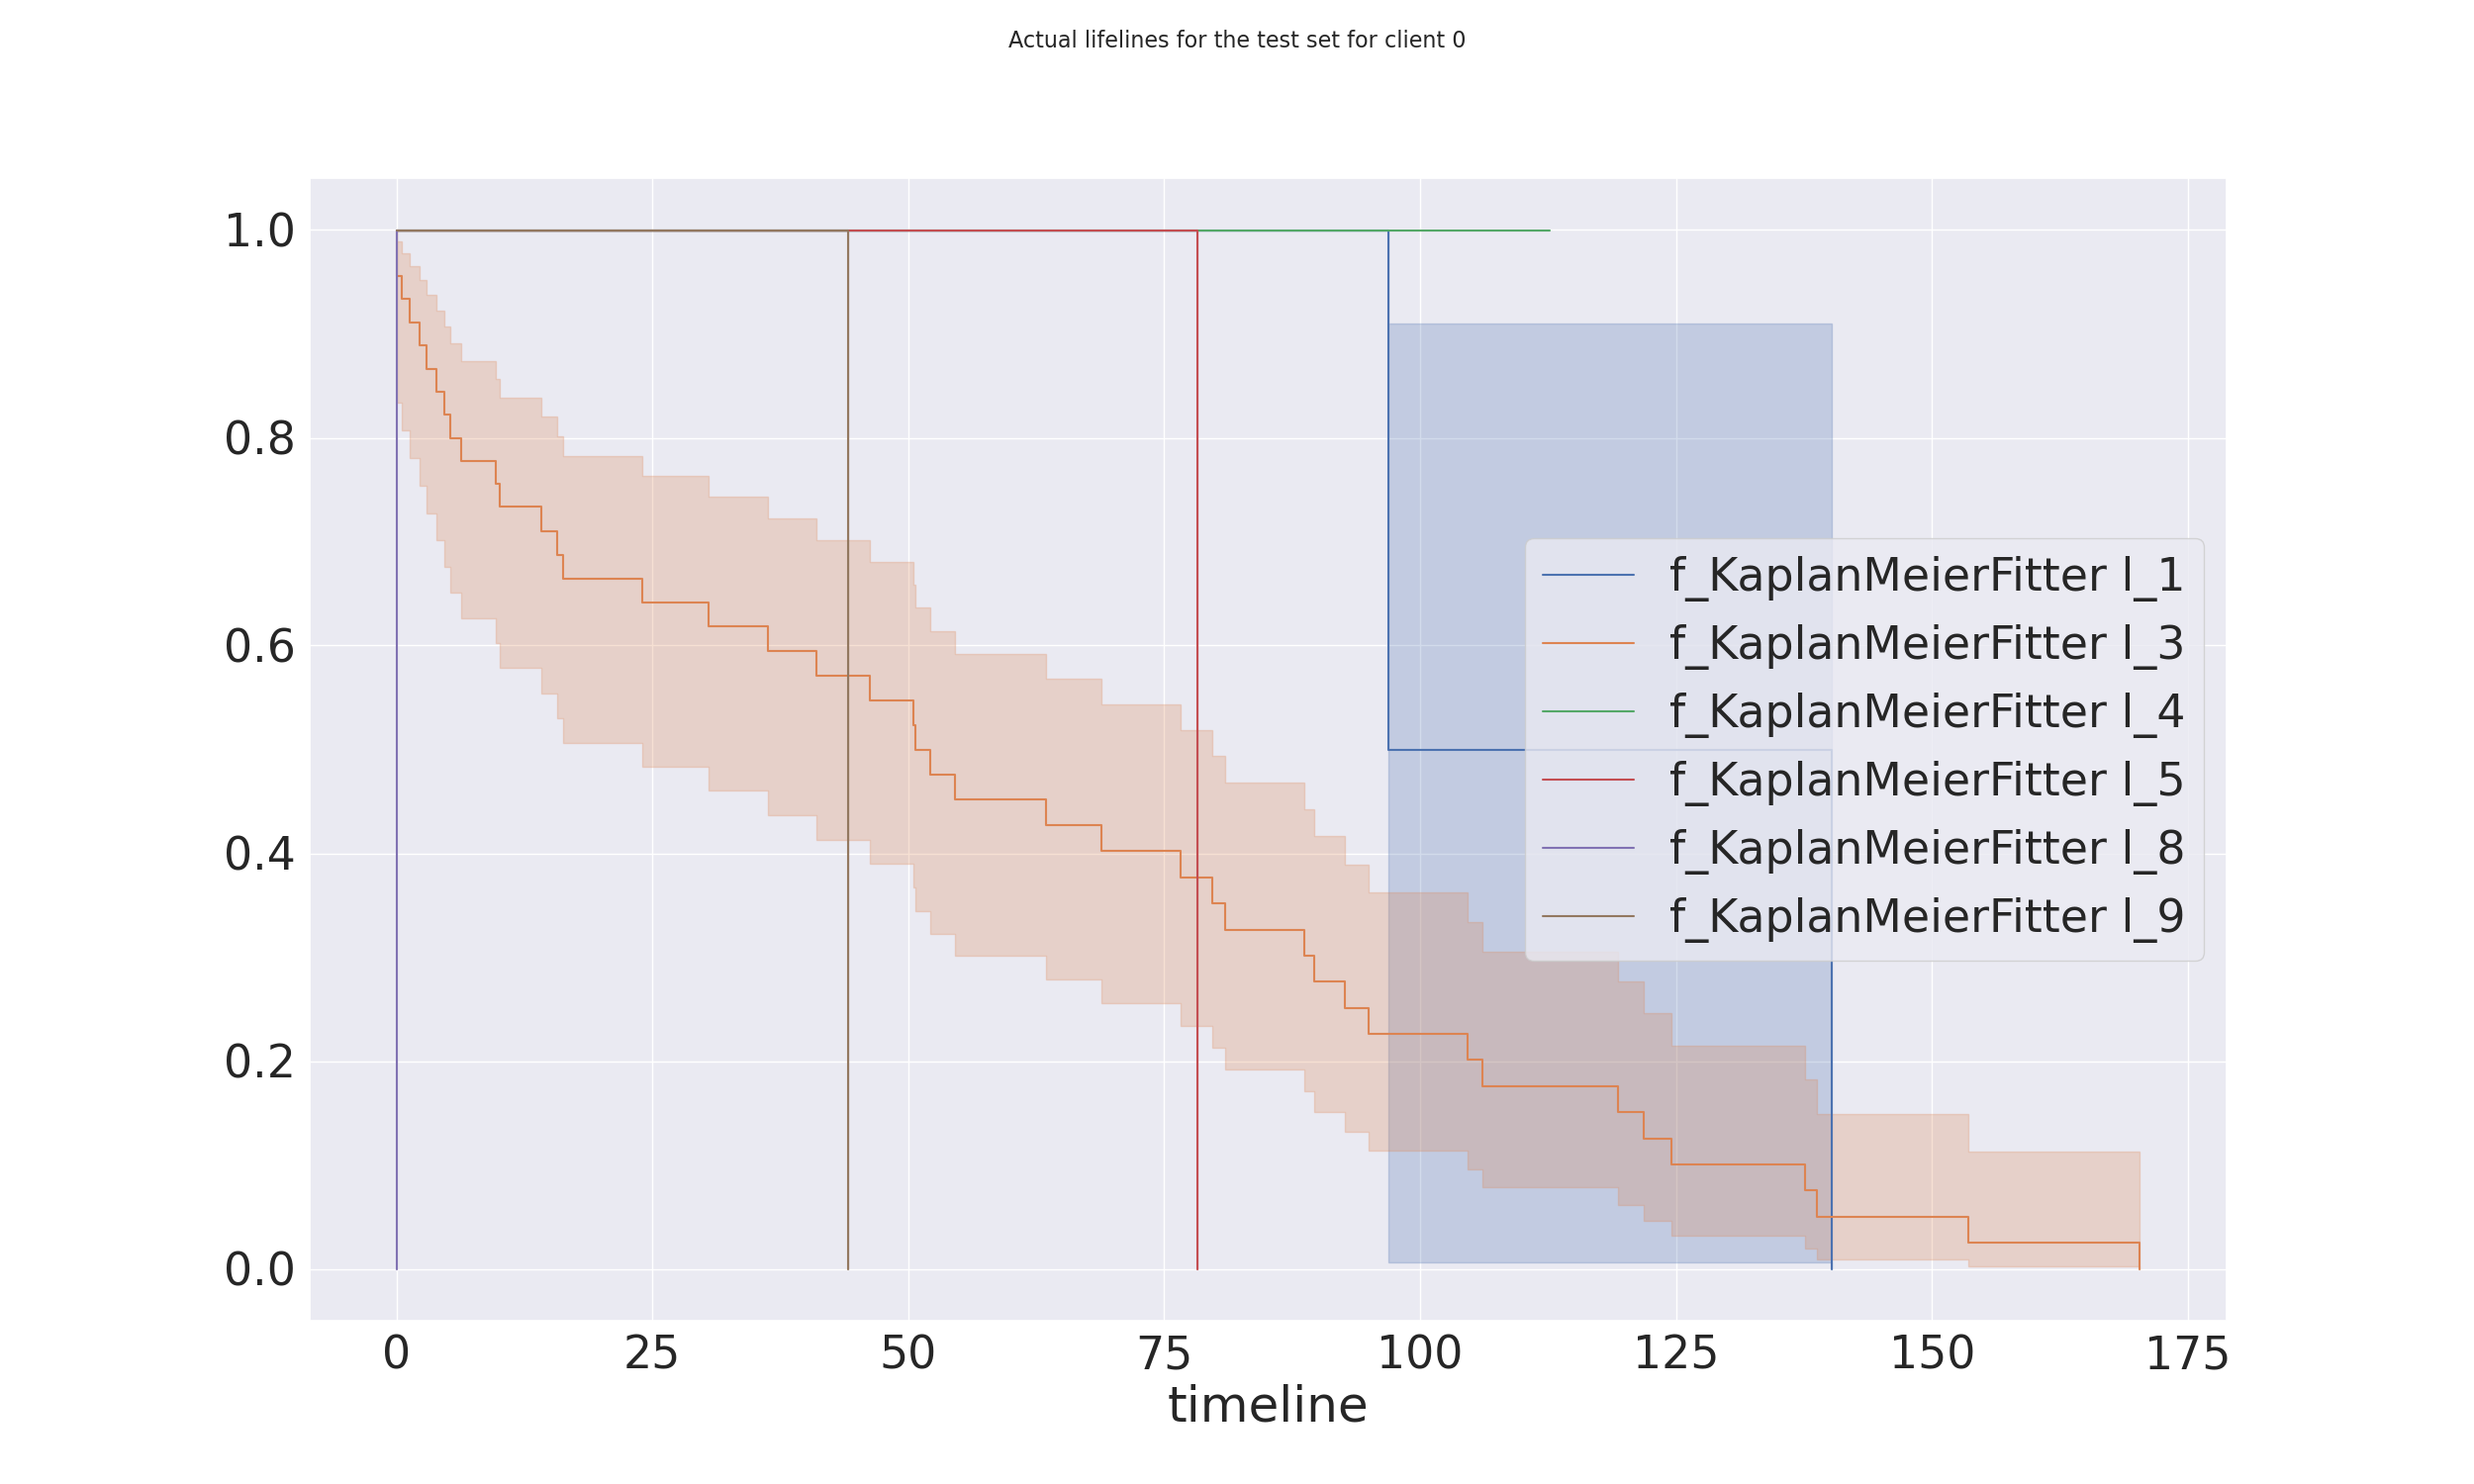 Actual lifelines for the test set for client 0
1.0
0.8
0.6
0.4
0.2
0.0
f_KaplanMeierFitter l_1
f_KaplanMeierFitter l_3
f_KaplanMeierFitter l_4
f_KaplanMeierFitter l_5
f_KaplanMeierFitter l_8
f_KaplanMeierFitter l_9
0 25 50 75 100 125 150 175
timeline